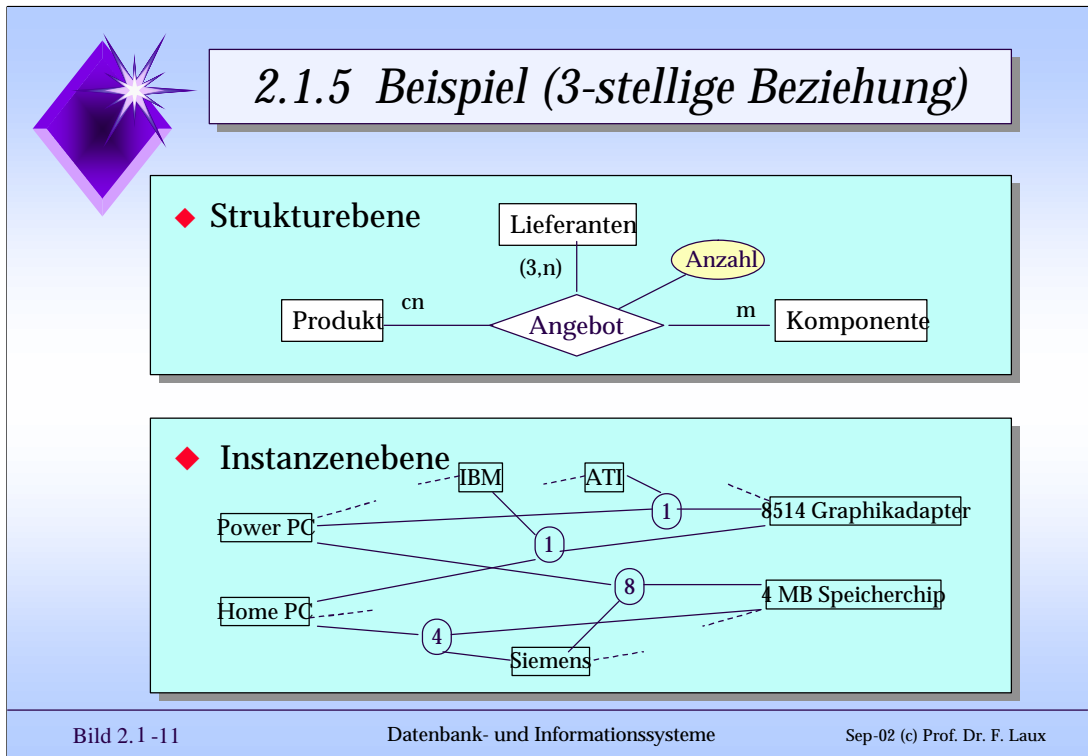 2.1.5 Beispiel (3-stellige Beziehung)
Strukturebene
Lieferanten
(3,n)
Anzahl
cn
Produkt
Angebot
m
Komponente
Instanzenebene
IBM
ATI
8514 Graphikadapter
1
Power PC
1
8
4 MB Speicherchip
Home PC
4
Siemens
Bild 2.1-11
Datenbank- und Informationssysteme
Sep-02 (c) Prof. Dr. F. Laux